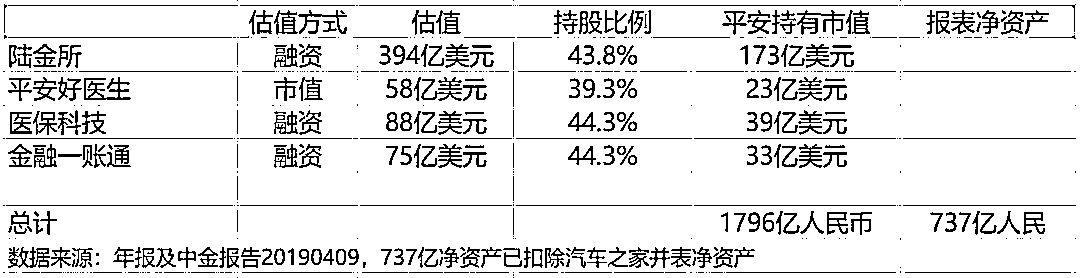 估值方式 估值 持股比例 平安持有市值 报表净资产
陆金所 融资 394亿美元 43.8% 173亿美元
平安好医生 市值 58亿美元 39.3% 23亿美元
医保科技 融资 88亿美元 44.3% 39亿美元
金融一账通 融资 75亿美元 44.3% 33亿美元
总计 1796亿人民币 737亿人民
数据来源：年报及中金报告20190409，737亿净资产已扣除汽车之家并表净资产